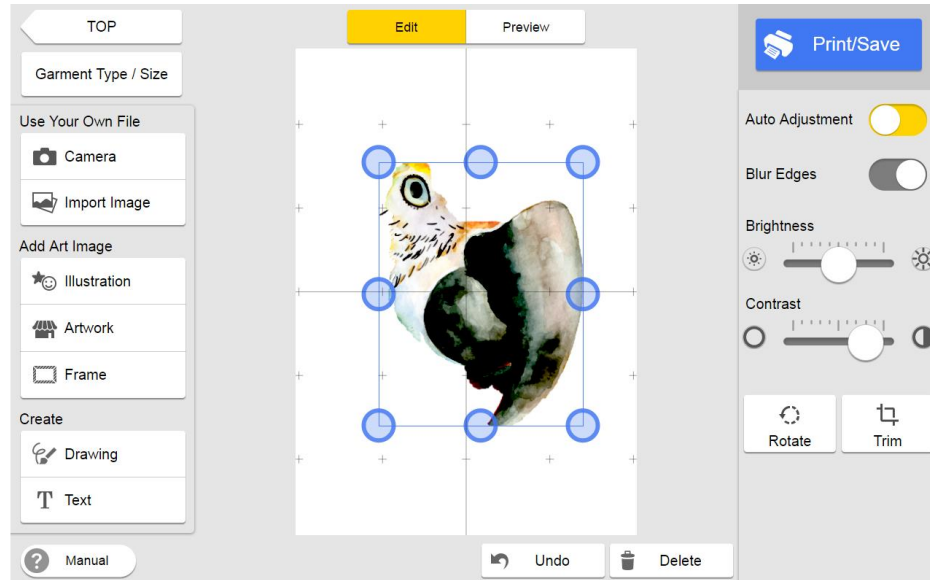 TOP
Edit
Preview
Print/Save
Garment Type / Size
Use Your Own File
Camera
Import Image
Add Art Image
Illustration
Artwork
Frame
Create
Drawing
T Text
? Manual
Undo
Delete
Auto Adjustment
Blur Edges
Brightness
Contrast
Rotate
Trim